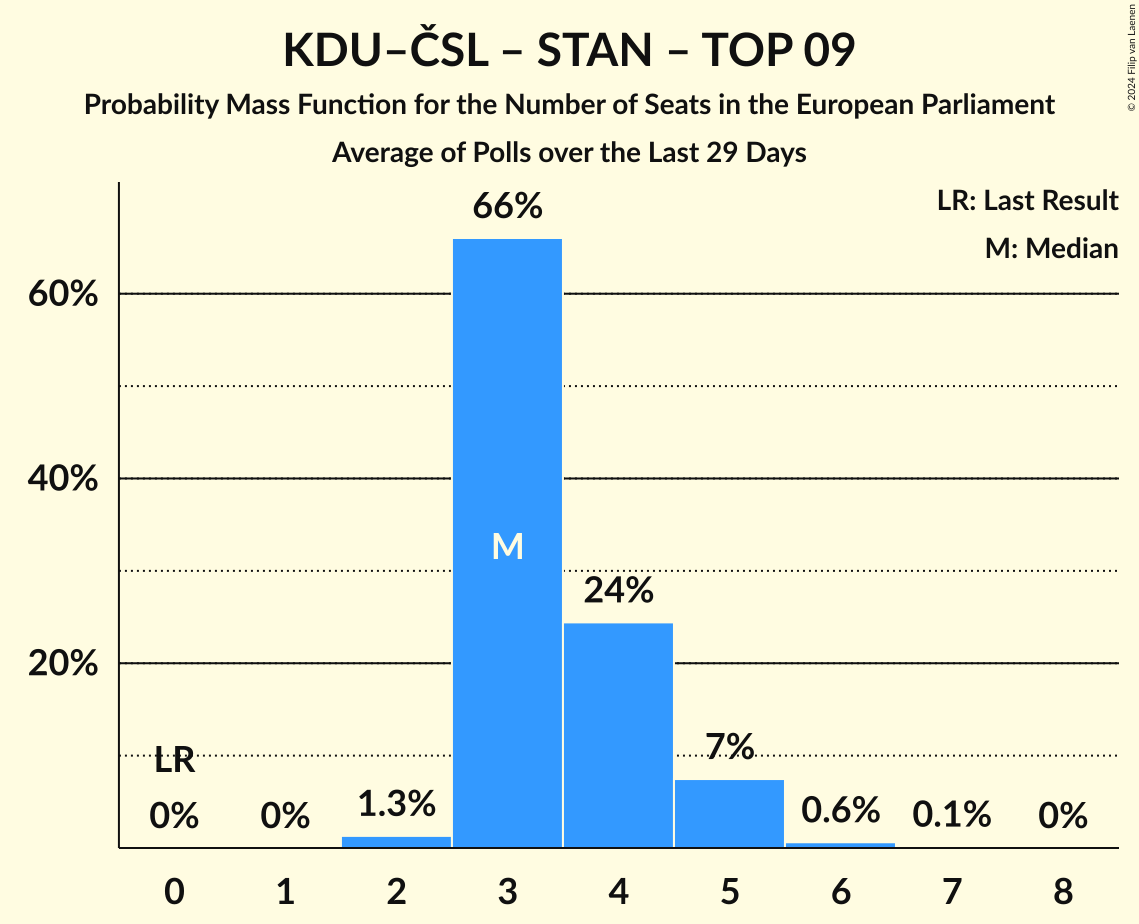 KDU–ČSL – STAN – TOP 09
Probability Mass Function for the Number of Seats in the European Parliament
Average of Polls over the Last 29 Days
© 2024 Filip van Laenen
LR: Last Result
M: Median
66%
60%
40%
M
24%
20%
7%
LR
0%
0%
1.3%
0.6%
0.1%
0%
0
1
2
3
4
5
6
7
8